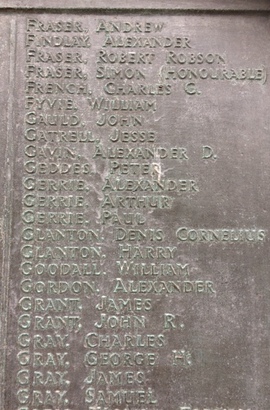 FRASER, ANDREW
FINDLAY, ALEXANDER
FRASER, ROBERT ROBSON
FRASER, SIMON (HONOURABLE)
FRENCH, CHARLES G.
FYVIE, WILLIAM
GAULD, JOHN
GATRELL, JESSE
GAVIN, ALEXANDER D.
GEDDES, PETER
GERRIE, ALEXANDER
GERRIE, ARTHUR
GERRIE, PAUL
GLANTON, DENIS CORNELIUS
GLANTON, HARRY
GOODALL, WILLIAM
GORDON, ALEXANDER
GRANT, JAMES
GRANT, JOHN R.
GRAY, CHARLES
GRAY, GEORGE H.
GRAY, JAMES
GRAY, SAMUEL